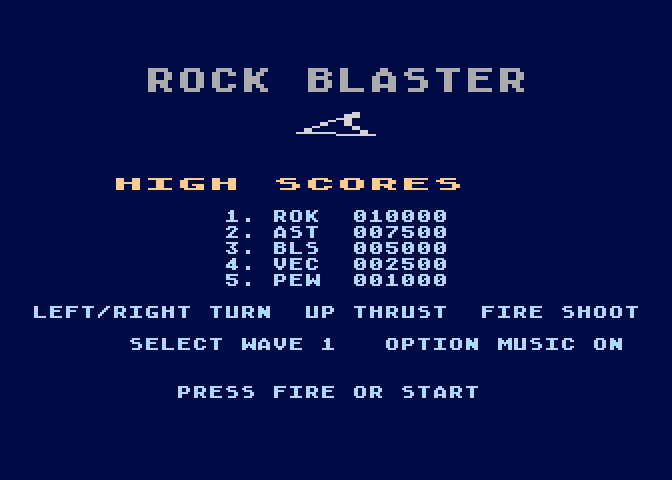 ROCK BLASTER
HIGH SCORES
1. ROK 010000
2. AST 007500
3. BLS 005000
4. VEC 002500
5. PEW 001000
LEFT/RIGHT TURN UP THRUST FIRE SHOOT
SELECT WAVE 1 OPTION MUSIC ON
PRESS FIRE OR START